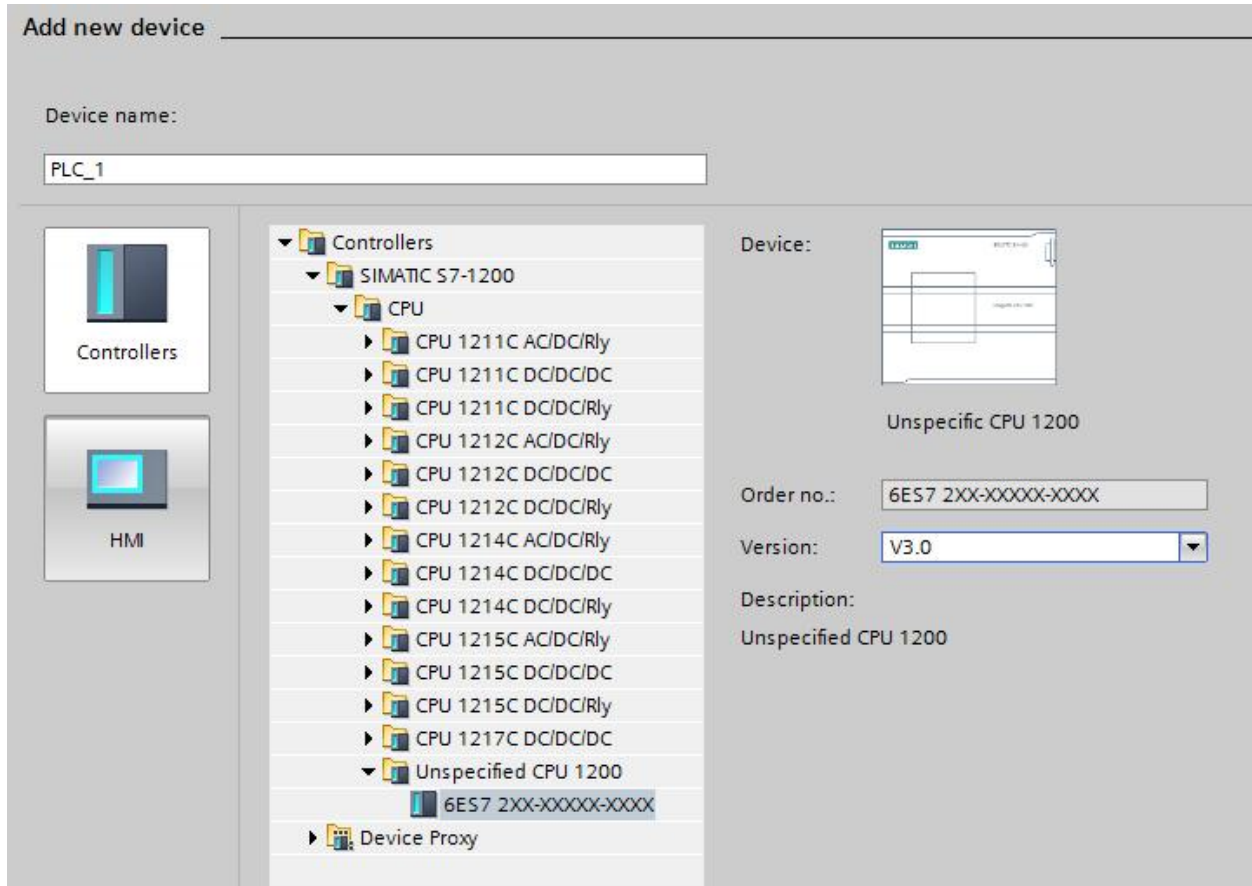 Add new device
Device name:
PLC_1
Controllers
HMI
Controllers
SIMATIC S7-1200
CPU
CPU 1211C AC/DC/Rly
CPU 1211C DC/DC/DC
CPU 1211C DC/DC/Rly
CPU 1212C AC/DC/Rly
CPU 1212C DC/DC/DC
CPU 1212C DC/DC/Rly
CPU 1214C AC/DC/Rly
CPU 1214C DC/DC/DC
CPU 1214C DC/DC/Rly
CPU 1215C AC/DC/Rly
CPU 1215C DC/DC/DC
CPU 1215C DC/DC/Rly
CPU 1217C DC/DC/DC
Unspecified CPU 1200
6ES7 2XX-XXXXX-XXXX
Device Proxy
Device:
Unspecific CPU 1200
Order no.: 6ES7 2XX-XXXXX-XXXX
Version: V3.0
Description:
Unspecified CPU 1200